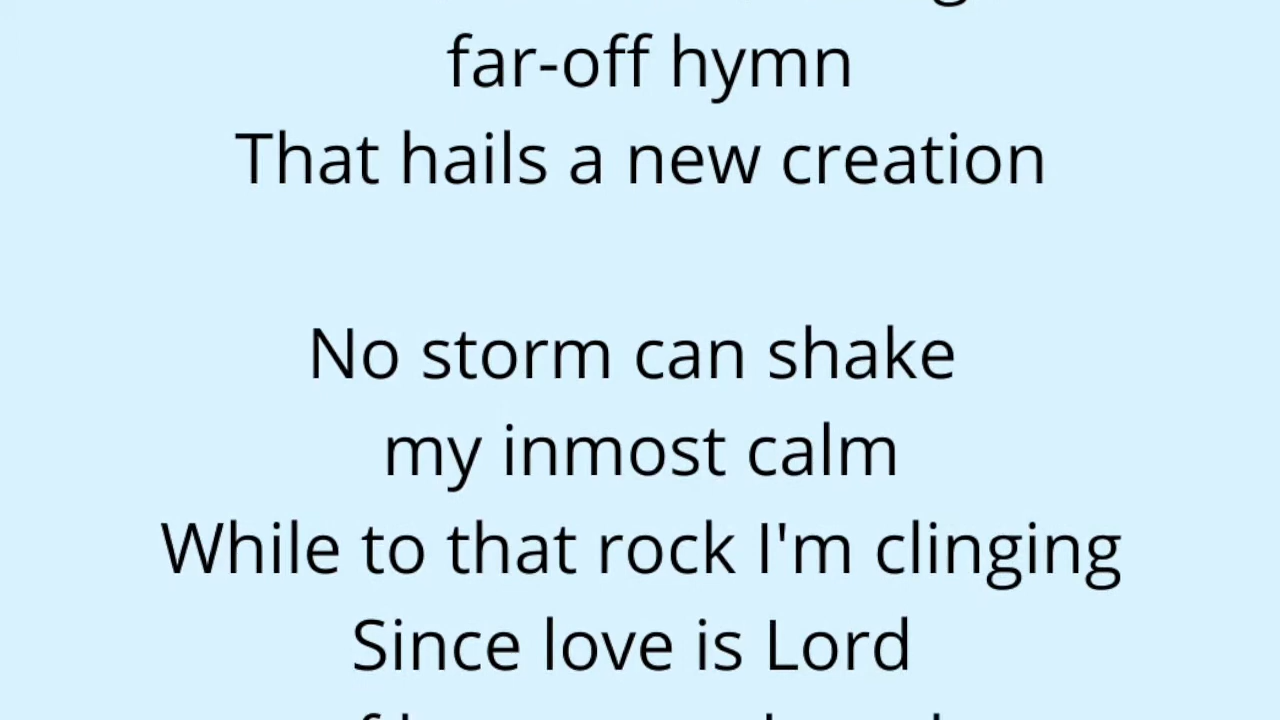 far-off hymn
That hails a new creation
No storm can shake
my inmost calm
While to that rock I'm clinging
Since love is Lord